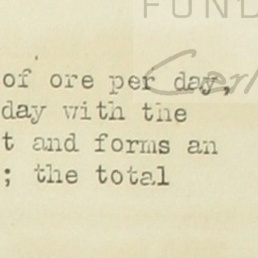 FUND
of ore per day,
day with the
t and forms an
; the total